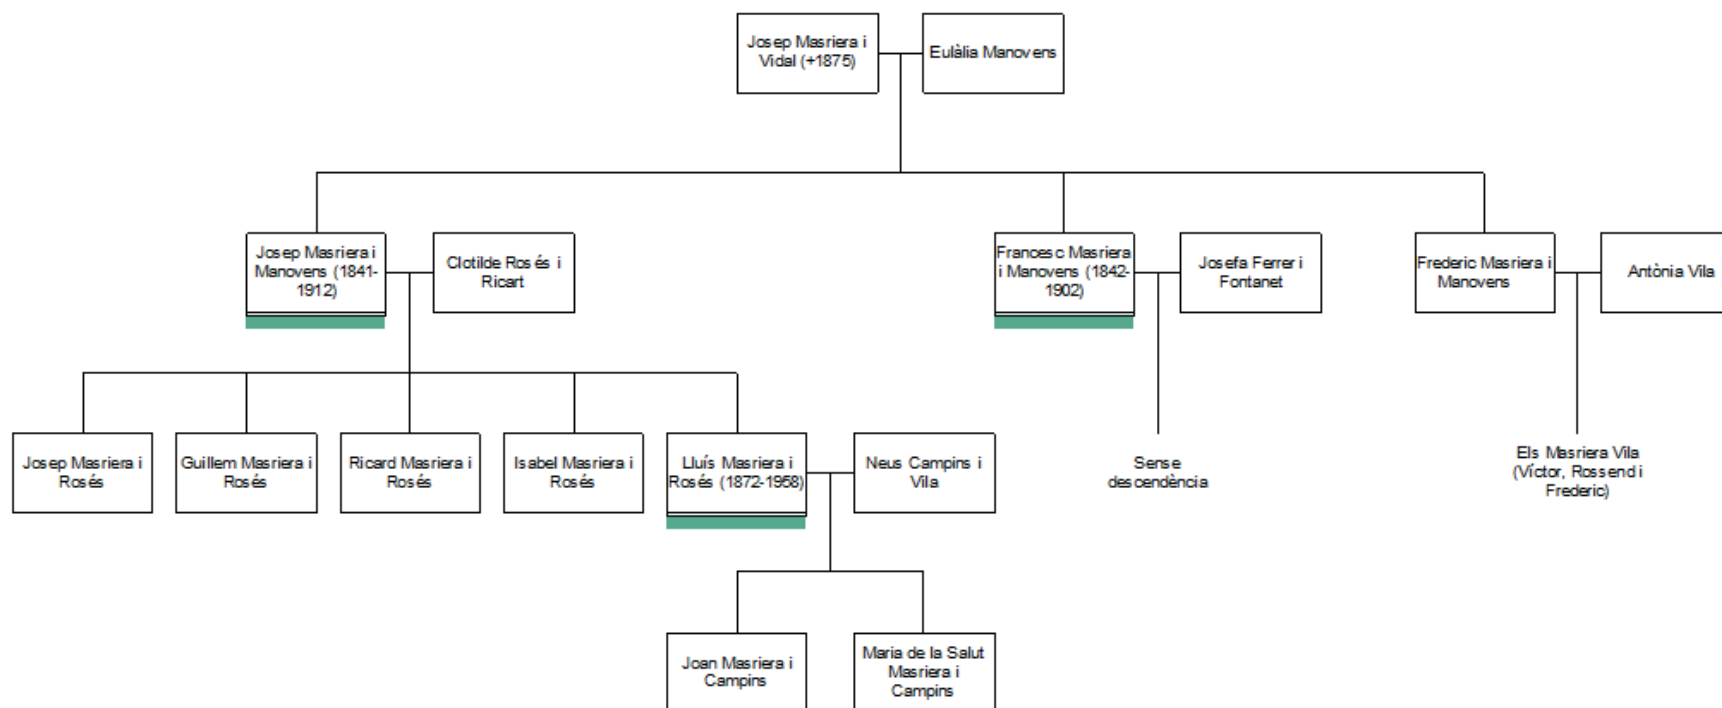 Josep Masriera i
Vidal (+1875)
Eulàlia Manovens
Josep Masriera i
Manovens (1841-
1912)
Clotilde Rosés i
Ricart
Francesc Masriera
i Manovens (1842-
1902)
Josefa Ferrer i
Fontanet
Frederic Masriera i
Manovens
Antònia Vila
Josep Masriera i
Rosés
Guillem Masriera i
Rosés
Ricard Masriera i
Rosés
Isabel Masriera i
Rosés
Lluís Masriera i
Rosés (1872-1958)
Neus Campins i
Vila
Sense
descendència
Els Masriera Vila
(Víctor, Rossend i
Frederic)
Joan Masriera i
Campins
Maria de la Salut
Masriera i
Campins